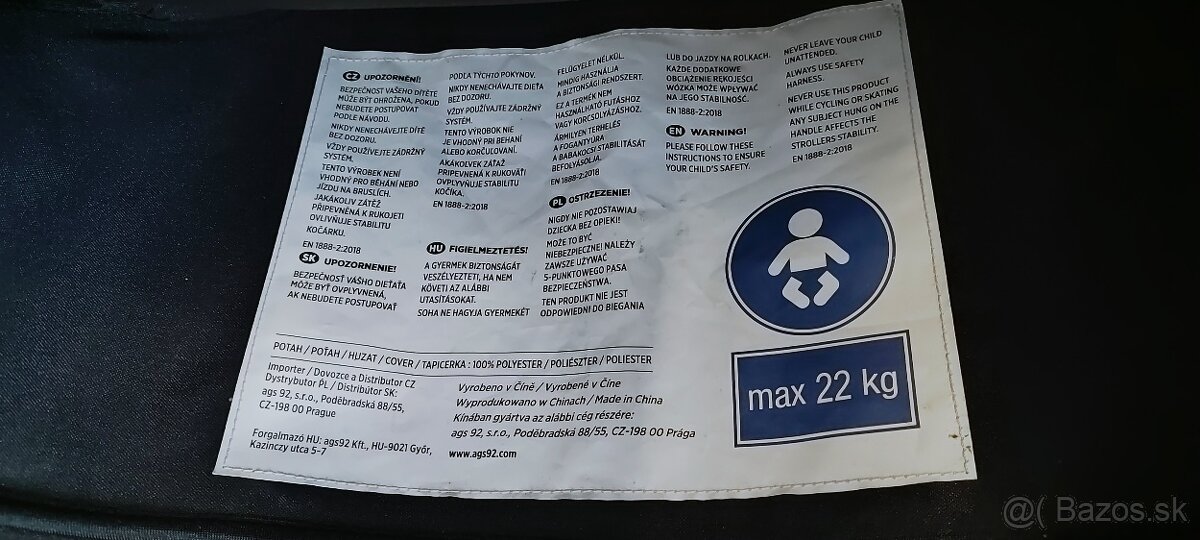 CZ UPOZORNĚNÍ!
BEZPEČNOST VAŠEHO DÍTĚTE
MŮŽE BÝT OHROŽENA, POKUD
NEBUDETE POSTUPOVAT
PODLE NÁVODU.
NIKDY NENECHÁVEJTE DÍTĚ
BEZ DOZORU.
VŽDY POUŽÍVEJTE ZÁDRŽNÝ
SYSTÉM.
TENTO VÝROBEK NENÍ
VHODNÝ PRO BĚHÁNÍ NEBO
JÍZDU NA BRUSLÍCH.
JAKÁKOLIV ZÁTĚŽ
PŘIPEVNĚNÁ K RUKOJETI
OVLIVŇUJE STABILITU
KOČÁRKU.
EN 1888-2:2018
SK UPOZORNENIE!
BEZPEČNOSŤ VÁŠHO DIEŤAŤA
MÔŽE BYŤ OVPLYVNENÁ,
AK NEBUDETE POSTUPOVAŤ
PODĽA TÝCHTO POKYNOV.
NIKDY NENECHÁVAJTE DIEŤA
BEZ DOZORU.
VŽDY POUŽÍVAJTE ZÁDRŽNÝ
SYSTÉM.
TENTO VÝROBOK NIE
JE VHODNÝ PRI BEHANÍ
ALEBO KORČUĽOVANÍ.
AKÁKOĽVEK ZÁŤAŽ
PRIPEVNENÁ K RUKOVÄTI
OVPLYVŇUJE STABILITU
KOČÍKA.
EN 1888-2:2018
HU FIGIELMEZTETÉS!
A GYERMEK BIZTONSÁGÁT
VESZÉLYEZTETI, HA NEM
KÖVETI AZ ALÁBBI
UTASÍTÁSOKAT.
SOHA NE HAGYJA GYERMEKÉT
FELÜGYELET NÉLKÜL.
MINDIG HASZNÁLJA
A BIZTONSÁGI RENDSZERT.
EZ A TERMÉK NEM
HASZNÁLHATÓ FUTÁSHOZ
VAGY KORCSOLYÁZÁSHOZ.
ÁRMILYEN TERHELÉS
A FOGANTYÚRA
A BABAKOCSI STABILITÁSÁT
BEFOLYÁSOLJA.
EN 1888-2:2018
PL OSTRZEZENIE!
NIGDY NIE POZOSTAWIAJ
DZIECKA BEZ OPIEKI!
MOŻE TO BYĆ
NIEBEZPIECZNE! NALEŻY
ZAWSZE UŻYWAĆ
5-PUNKTOWEGO PASA
BEZPIECZEŃSTWA.
TEN PRODUKT NIE JEST
ODPOWIEDNI DO BIEGANIA
LUB DO JAZDY NA ROLKACH.
KAŻDE DODATKOWE
OBCIĄŻENIE RĘKOJEŚCI
WÓZKA MOŻE WPŁYWAĆ
NA JEGO STABILNOŚĆ.
EN 1888-2:2018
EN WARNING!
PLEASE FOLLOW THESE
INSTRUCTIONS TO ENSURE
YOUR CHILD'S SAFETY.
NEVER LEAVE YOUR CHILD
UNATTENDED.
ALWAYS USE SAFETY
HARNESS.
NEVER USE THIS PRODUCT
WHILE CYCLING OR SKATING
ANY SUBJECT HUNG ON THE
HANDLE AFFECTS THE
STROLLERS STABILITY.
EN 1888-2:2018
max 22 kg
POTAH / POŤAH / HUZAT / COVER / TAPICERKA : 100% POLYESTER / POLIÉSZTER / POLIESTER
Importer / Dovozce a Distributor CZ
Dystrybutor PL / Distribútor SK:
ags 92, s.r.o., Poděbradská 88/55,
CZ-198 00 Prague
Forgalmazó HU: ags92 Kft., HU-9021 Győr,
Kazinczy utca 5-7
Vyrobeno v Číně / Vyrobené v Číne
Wyprodukowano w Chinach / Made in China
Kínában gyártva az alábbi cég részére:
ags 92, s.r.o., Poděbradská 88/55, CZ-198 00 Prága
www.ags92.com
@( Bazos.sk